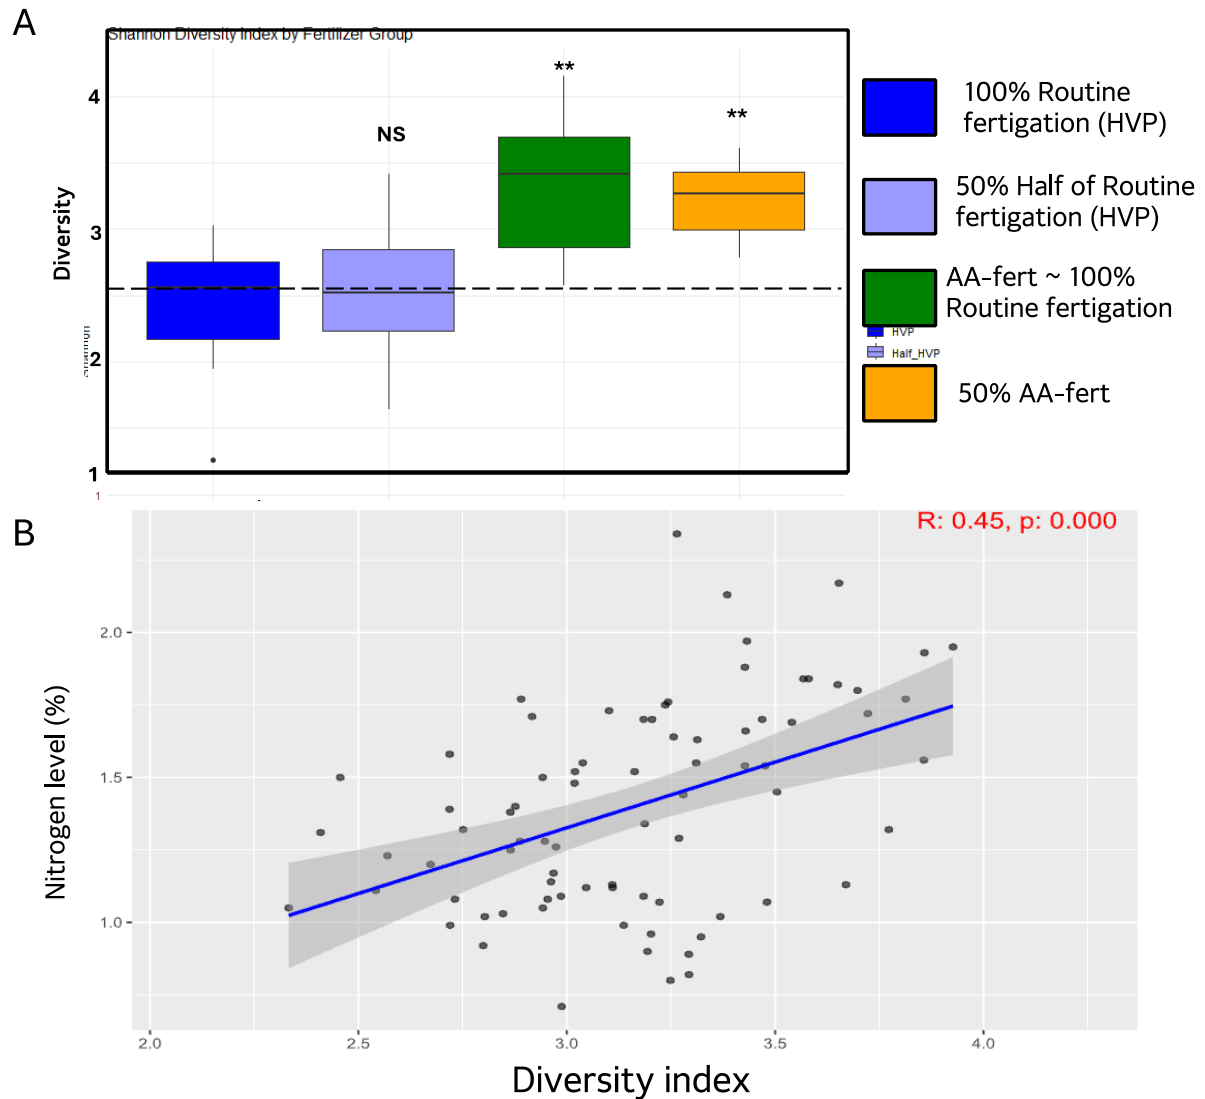 A
Shannon Diversity Index by Fertilizer Group
4
3
2
1
1
Diversity
NS
**
**
100% Routine
fertigation (HVP)
50% Half of Routine
fertigation (HVP)
AA-fert ~ 100%
Routine fertigation
HVP
Half_HVP
50% AA-fert
B
R: 0.45, p: 0.000
Nitrogen level (%)
2.0
1.5
1.0
2.0 2.5 3.0 3.5 4.0
Diversity index